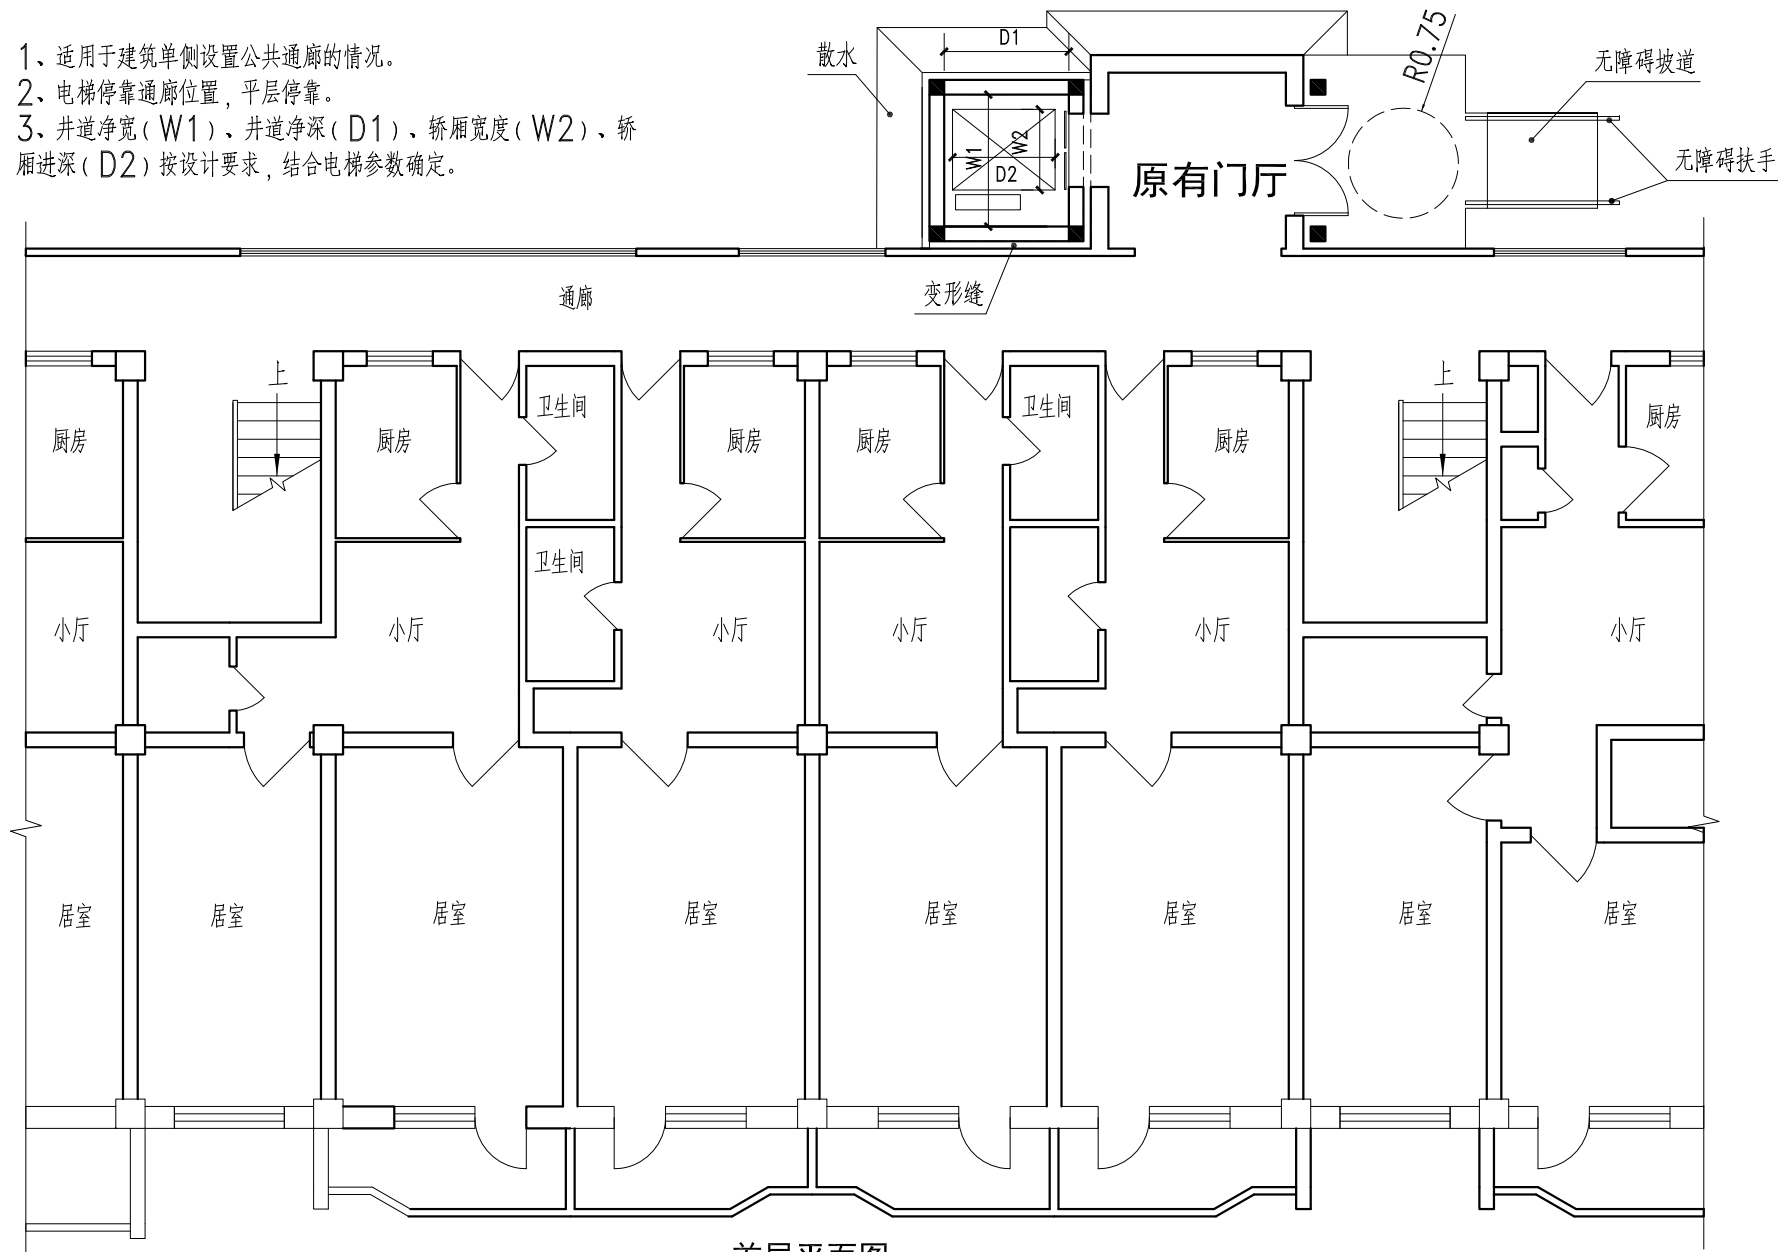 1、适用于建筑单侧设置公共通廊的情况。
2、电梯停靠通廊位置，平层停靠。
3、井道净宽(W1)、井道净深(D1)、轿厢宽度(W2)、轿
厢进深(D2)按设计要求，结合电梯参数确定。
散水
D1
R0.75
无障碍坡道
W1
W2
D2
原有门厅
无障碍扶手
通廊
变形缝
上
上
厨房
厨房
卫生间
厨房
厨房
卫生间
厨房
厨房
卫生间
小厅
小厅
小厅
小厅
小厅
小厅
居室
居室
居室
居室
居室
居室
居室
居室
首层平面图